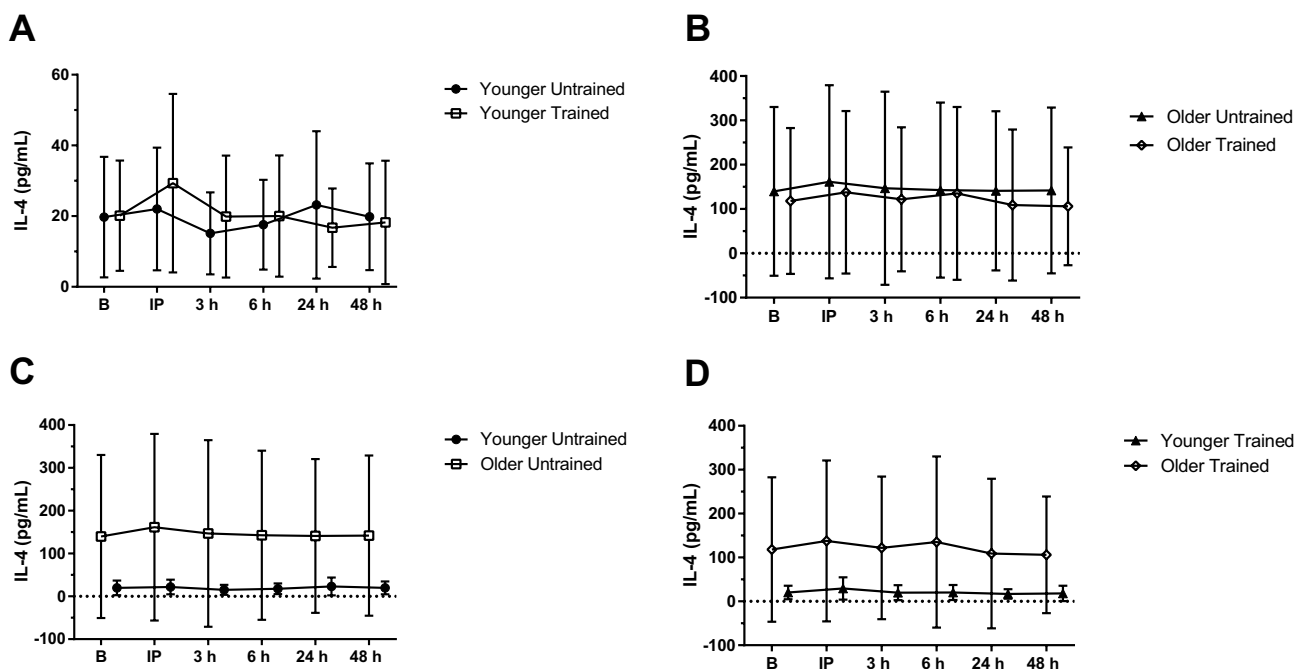 A
IL-4 (pg/mL)
60
40
20
0
B IP 3 h 6 h 24 h 48 h
Younger Untrained
Younger Trained
B
IL-4 (pg/mL)
400
300
200
100
0
-100
B IP 3 h 6 h 24 h 48 h
Older Untrained
Older Trained
C
IL-4 (pg/mL)
400
300
200
100
0
-100
B IP 3 h 6 h 24 h 48 h
Younger Untrained
Older Untrained
D
IL-4 (pg/mL)
400
300
200
100
0
-100
B IP 3 h 6 h 24 h 48 h
Younger Trained
Older Trained